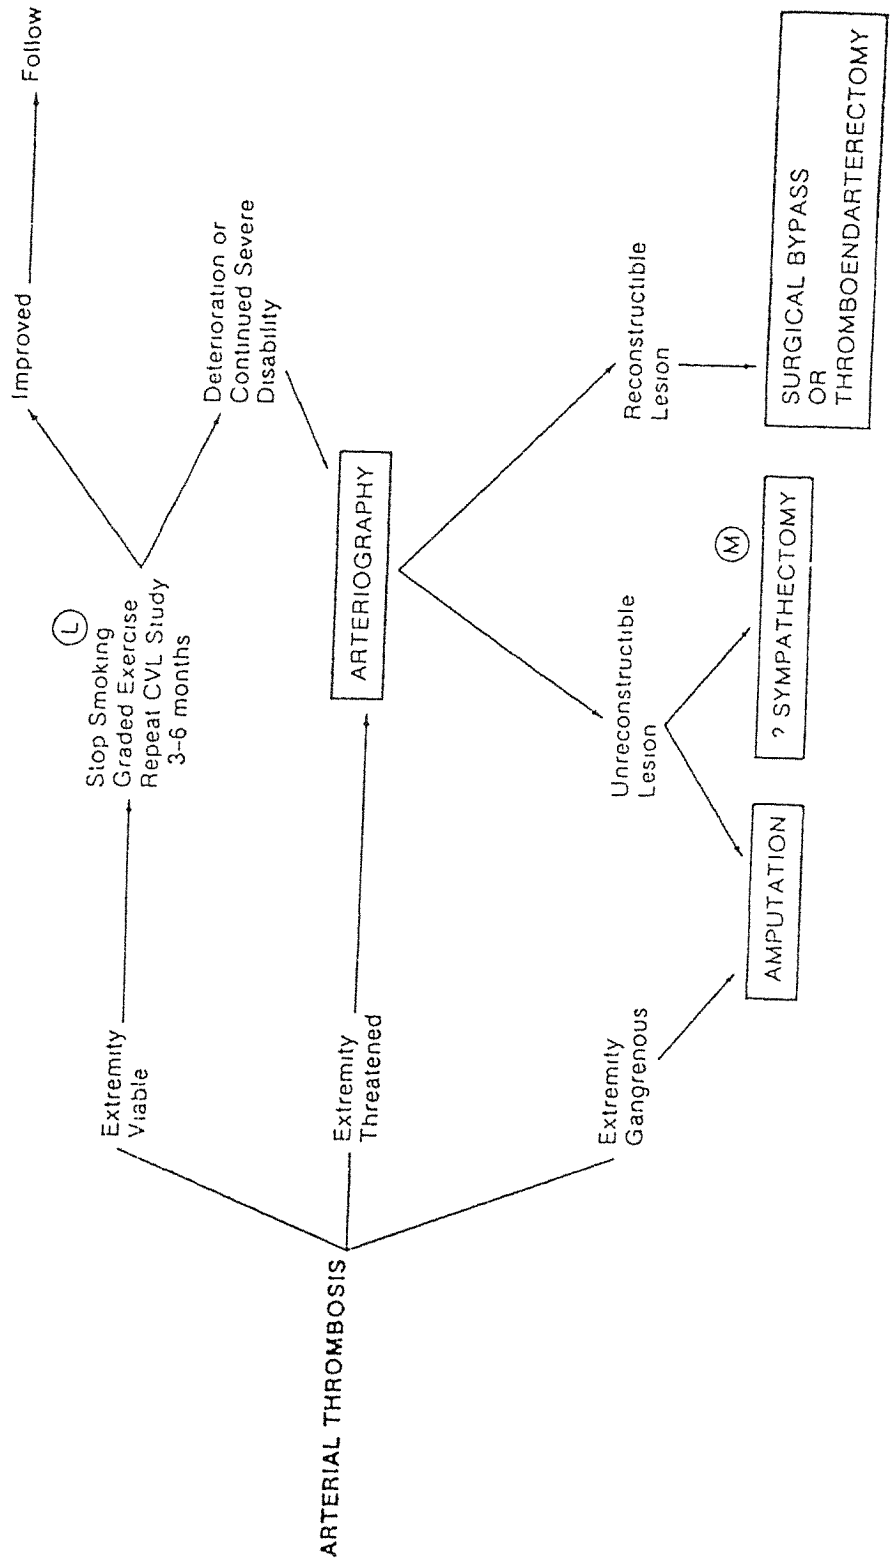 ARTERIAL THROMBOSIS
Extremity
Viable
L
Stop Smoking
Graded Exercise
Repeat CVL Study
3-6 months
Improved
Follow
Deterioration or
Continued Severe
Disability
Extremity
Threatened
ARTERIOGRAPHY
Extremity
Gangrenous
Unreconstructible
Lesion
Reconstructible
Lesion
AMPUTATION
M
? SYMPATHECTOMY
SURGICAL BYPASS
OR
THROMBOENDARTERECTOMY